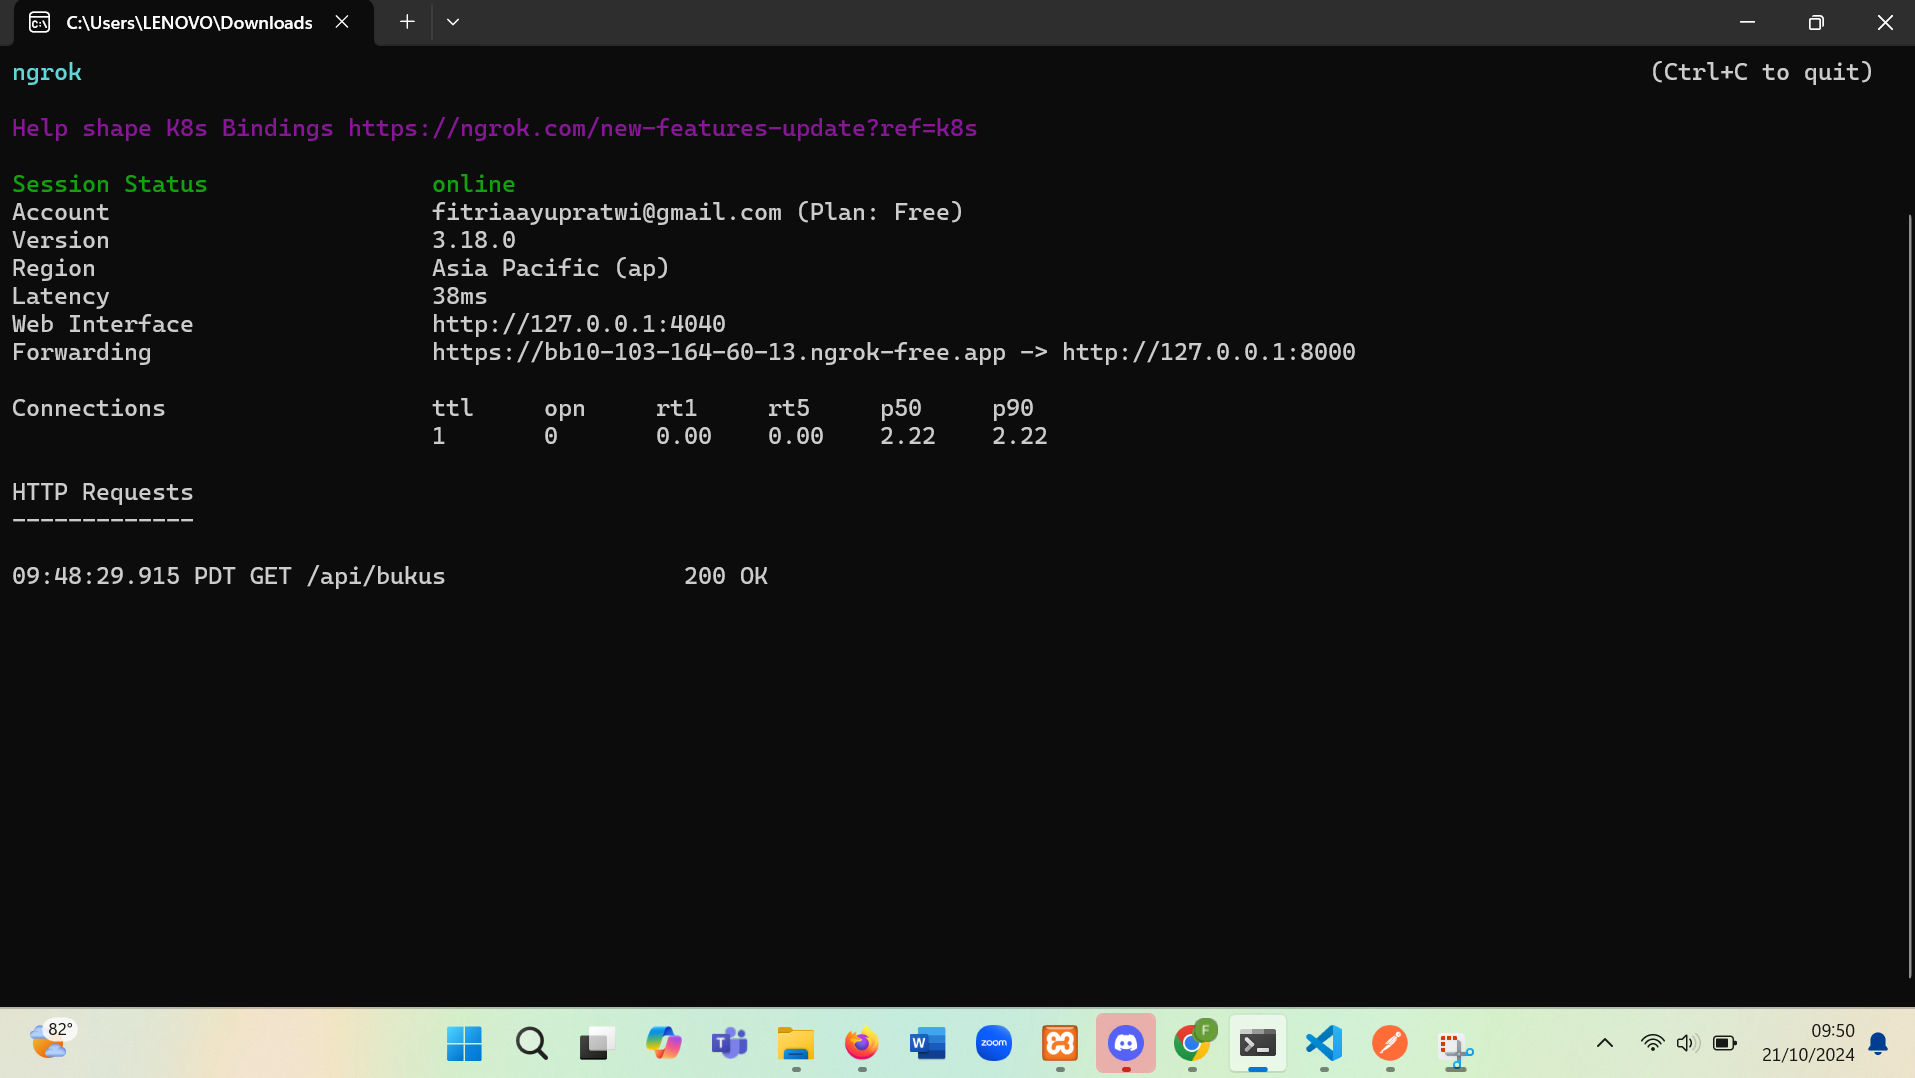 C:\Users\LENOVO\Downloads
ngrok (Ctrl+C to quit)
Help shape K8s Bindings https://ngrok.com/new-features-update?ref=k8s
Session Status online
Account fitriaayupratwi@gmail.com (Plan: Free)
Version 3.18.0
Region Asia Pacific (ap)
Latency 38ms
Web Interface http://127.0.0.1:4040
Forwarding https://bb10-103-164-60-13.ngrok-free.app -> http://127.0.0.1:8000
Connections ttl opn rt1 rt5 p50 p90
1 0 0.00 0.00 2.22 2.22
HTTP Requests
-------------
09:48:29.915 PDT GET /api/bukus 200 OK
82°
T
W
zoom
F
09:50
21/10/2024